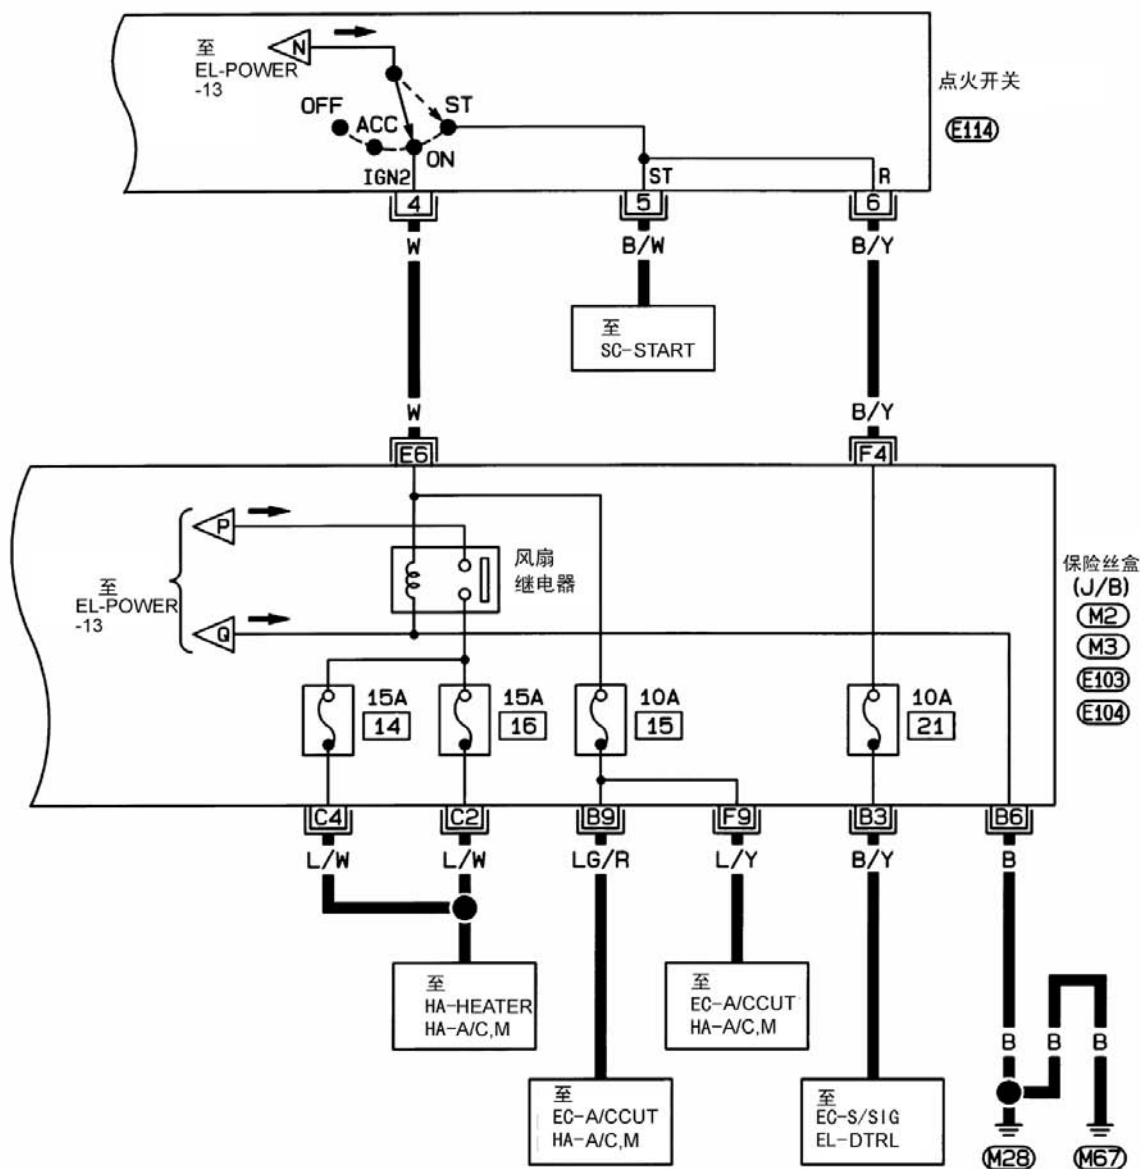 至
EL-POWER
-13
N
OFF
ACC
ST
ON
IGN2
ST
R
点火开关
E114
4
5
6
W
B/W
B/Y
至
SC-START
W
B/Y
E6
F4
P
至
EL-POWER
-13
Q
风扇
继电器
保险丝盒
(J/B)
M2
M3
E103
E104
15A
14
15A
16
10A
15
10A
21
C4
C2
B9
F9
B3
B6
L/W
L/W
LG/R
L/Y
B/Y
B
至
HA-HEATER
HA-A/C,M
至
EC-A/CCUT
HA-A/C,M
至
EC-A/CCUT
HA-A/C,M
至
EC-S/SIG
EL-DTRL
B
B
B
M28
M67